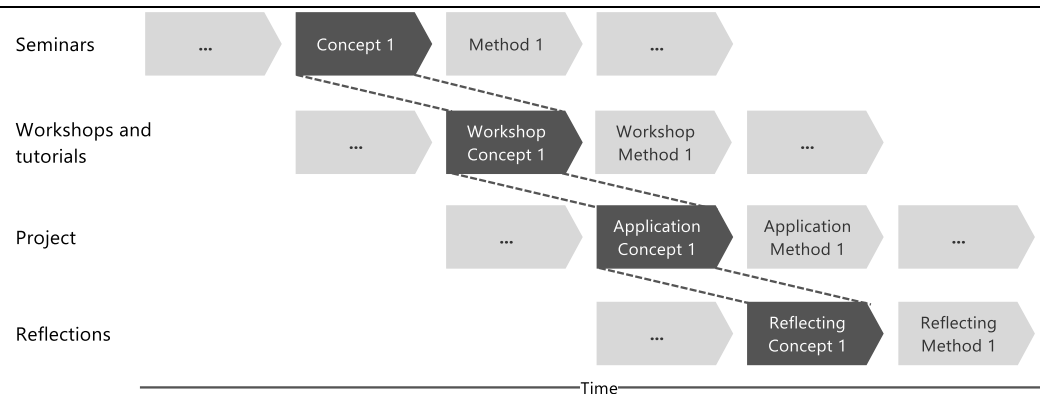 Seminars
...
Concept 1
Method 1
...
Workshops and
tutorials
...
Workshop
Concept 1
Workshop
Method 1
...
Project
...
Application
Concept 1
Application
Method 1
...
Reflections
...
Reflecting
Concept 1
Reflecting
Method 1
Time